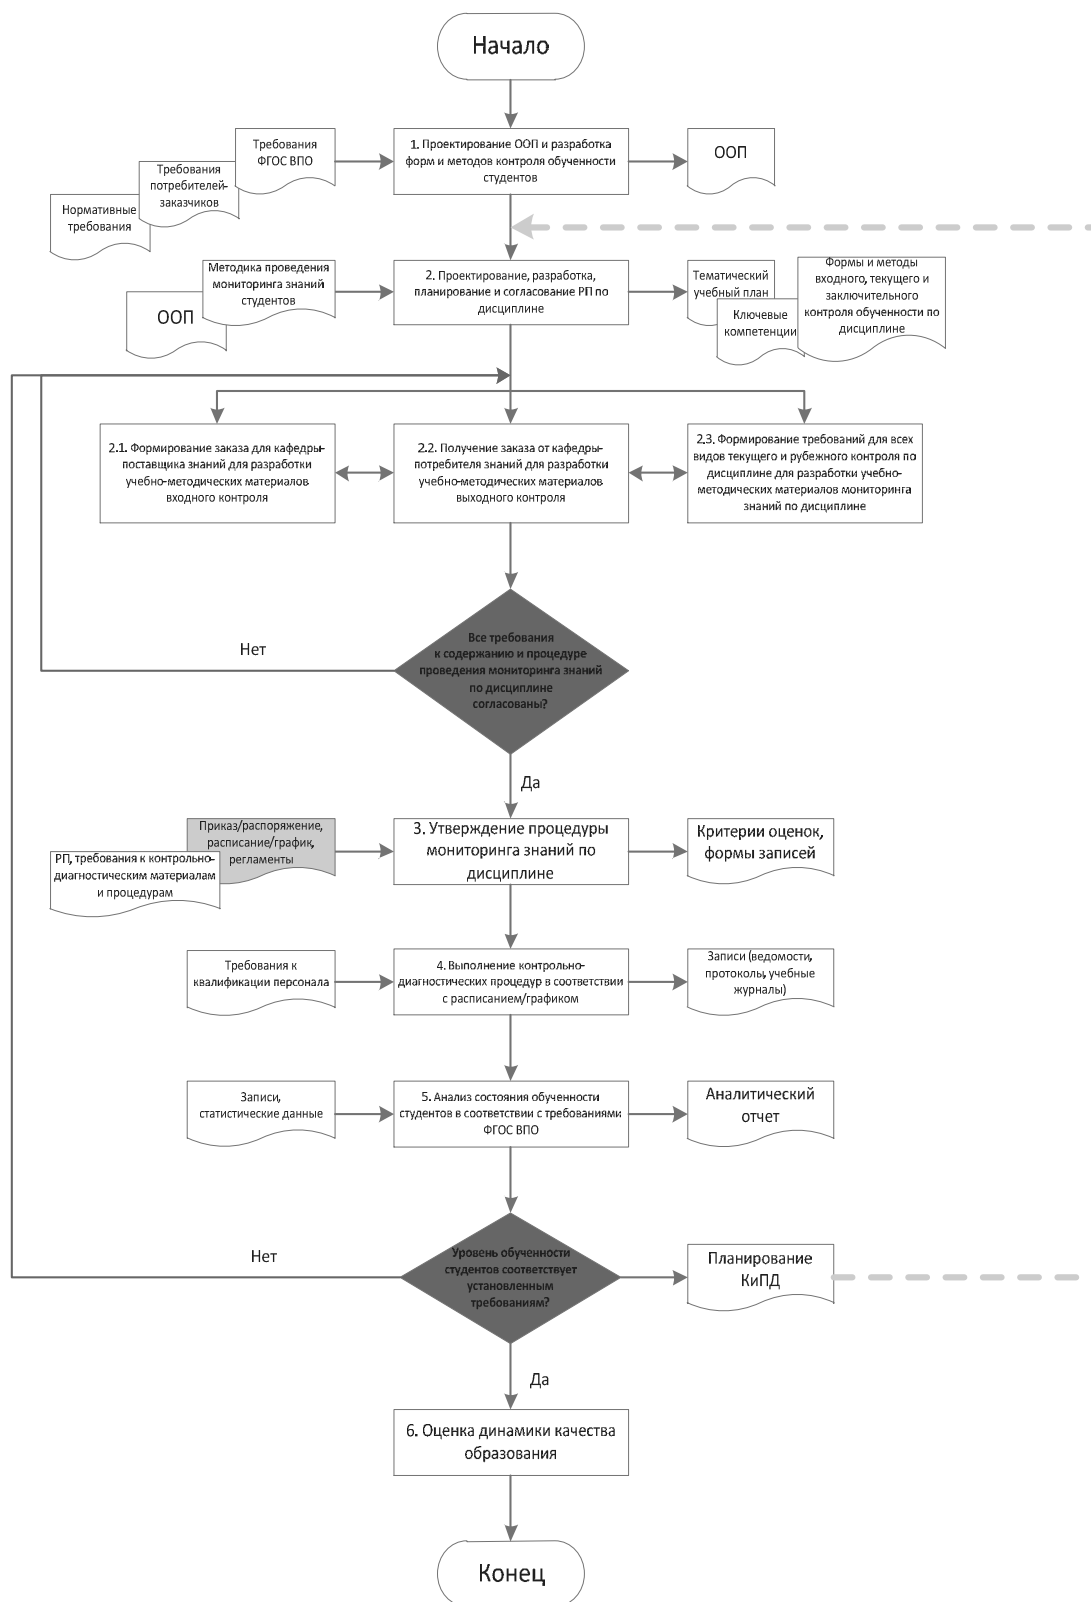 Начало
Требования
ФГОС ВПО
Требования
потребителей-
заказчиков
Нормативные
требования
1. Проектирование ООП и разработка
форм и методов контроля обученности
студентов
ООП
Методика проведения
мониторинга знаний
студентов
ООП
2. Проектирование, разработка,
планирование и согласование РП по
дисциплине
Тематический
учебный план
Ключевые
компетенции
Формы и методы
входного, текущего и
заключительного
контроля обученности по
дисциплине
2.1. Формирование заказа для кафедры-
поставщика знаний для разработки
учебно-методических материалов
входного контроля
2.2. Получение заказа от кафедры-
потребителя знаний для разработки
учебно-методических материалов
выходного контроля
2.3. Формирование требований для всех
видов текущего и рубежного контроля по
дисциплине для разработки учебно-
методических материалов мониторинга
знаний по дисциплине
Нет
Все требования
к содержанию и процедуре
проведения мониторинга знаний
по дисциплине
согласованы?
Да
Приказ/распоряжение,
расписание/график,
регламенты
РП, требования к контрольно-
диагностическим материалам
и процедурам
3. Утверждение процедуры
мониторинга знаний по
дисциплине
Критерии оценок,
формы записей
Требования к
квалификации персонала
4. Выполнение контрольно-
диагностических процедур в соответствии
с расписанием/графиком
Записи (ведомости,
протоколы, учебные
журналы)
Записи,
статистические данные
5. Анализ состояния обученности
студентов в соответствии с требованиями
ФГОС ВПО
Аналитический
отчет
Нет
Уровень обученности
студентов соответствует
установленным
требованиям?
Планирование
КиПД
Да
6. Оценка динамики качества
образования
Конец